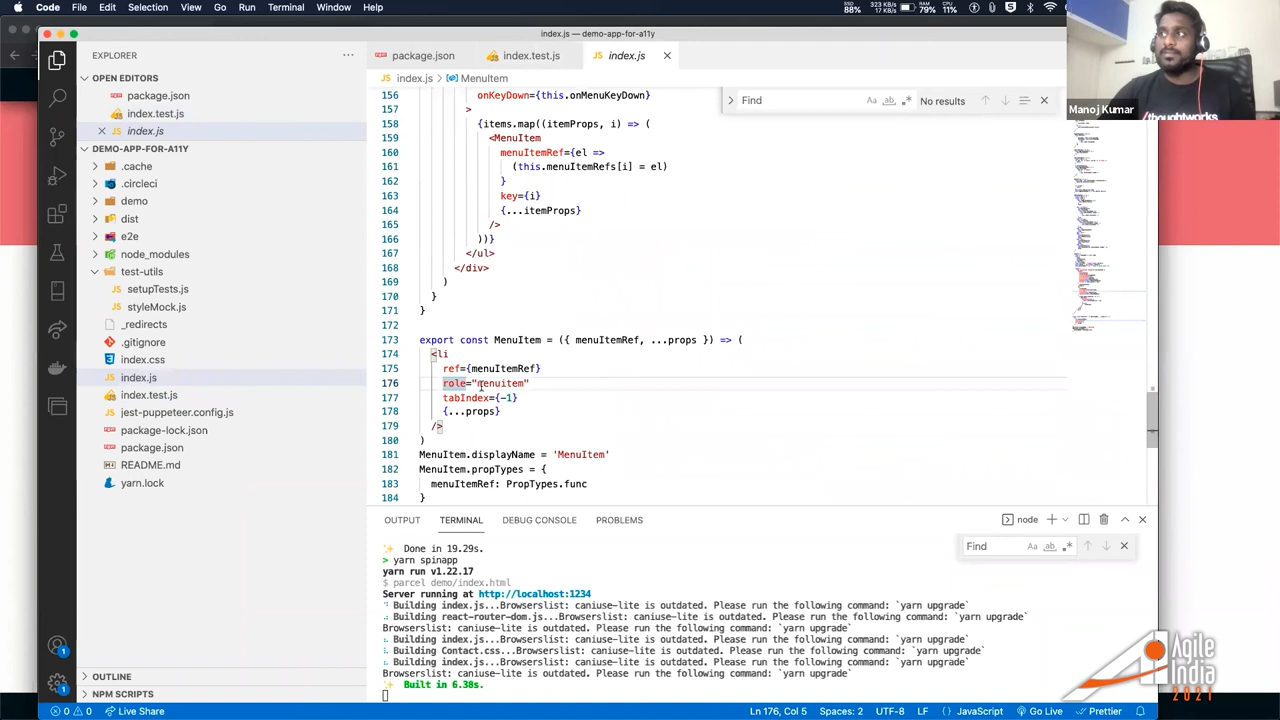 Code File Edit Selection View Go Run Terminal Window Help
SSD 88% 323 KB/s 12 KB/s RAM 79% CPU 11%
index.js — demo-app-for-a11y
EXPLORER
package.json
index.test.js
index.js
Manoj Kumar
/thoughtworks
index.js > MenuItem
OPEN EDITORS
package.json
index.test.js
index.js
DEMO-APP-FOR-A11Y
.cache
.circleci
demo
dist
e2e
node_modules
test-utils
setupTests.js
styleMock.js
_redirects
.gitignore
index.css
index.js
index.test.js
jest-puppeteer.config.js
package-lock.json
package.json
README.md
yarn.lock
OUTLINE
NPM SCRIPTS
Find
No results
156 onKeyDown={this.onMenuKeyDown}
157 >
158 {items.map((itemProps, i) => (
159 <MenuItem
160 menuItemRef={el =>
161 (this.menuItemRefs[i] = el)
162 }
163 key={i}
164 {...itemProps}
165 />
166 ))}
167 </ul>
168 </div>
169 )
170 }
171 }
172
173 export const MenuItem = ({ menuItemRef, ...props }) => (
174 <li
175 ref={menuItemRef}
176 role="menuitem"
177 tabIndex={-1}
178 {...props}
179 />
180 )
181 MenuItem.displayName = 'MenuItem'
182 MenuItem.propTypes = {
183 menuItemRef: PropTypes.func
184 }
OUTPUT TERMINAL DEBUG CONSOLE PROBLEMS
node
Find
Done in 19.29s.
> yarn spinapp
yarn run v1.22.17
$ parcel demo/index.html
Server running at http://localhost:1234
Building index.js...Browserslist: caniuse-lite is outdated. Please run the following command: `yarn upgrade`
Building react-router-dom.js...Browserslist: caniuse-lite is outdated. Please run the following command: `yarn upgrade`
Browserslist: caniuse-lite is outdated. Please run the following command: `yarn upgrade`
Building index.js...Browserslist: caniuse-lite is outdated. Please run the following command: `yarn upgrade`
Building Contact.css...Browserslist: caniuse-lite is outdated. Please run the following command: `yarn upgrade`
Building index.js...Browserslist: caniuse-lite is outdated. Please run the following command: `yarn upgrade`
Browserslist: caniuse-lite is outdated. Please run the following command: `yarn upgrade`
Built in 6.38s.
Agile
India
2021
1
1
0 0 Live Share
Ln 176, Col 5 Spaces: 2 UTF-8 LF JavaScript Go Live Prettier